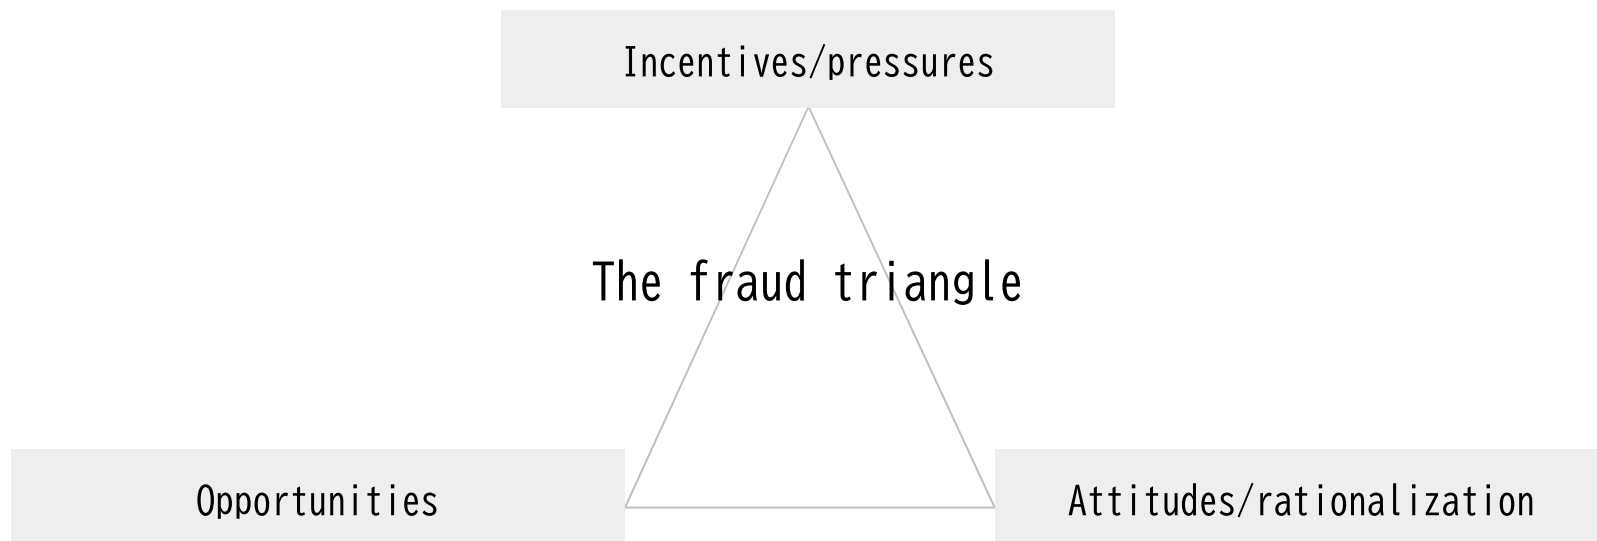 Incentives/pressures
The fraud triangle
Opportunities
Attitudes/rationalization